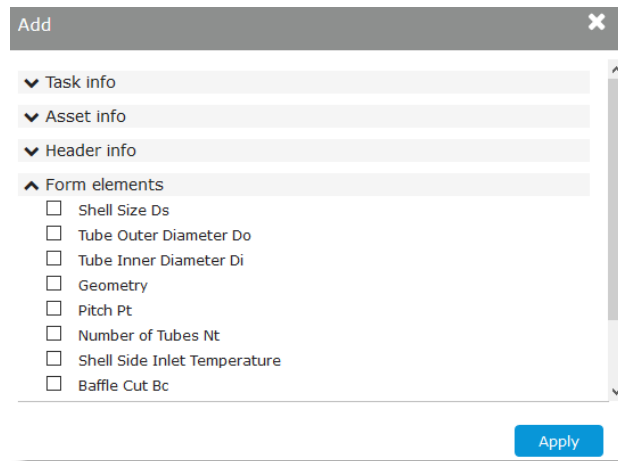 Add
Task info
Asset info
Header info
Form elements
Shell Size Ds
Tube Outer Diameter Do
Tube Inner Diameter Di
Geometry
Pitch Pt
Number of Tubes Nt
Shell Side Inlet Temperature
Baffle Cut Bc
Apply